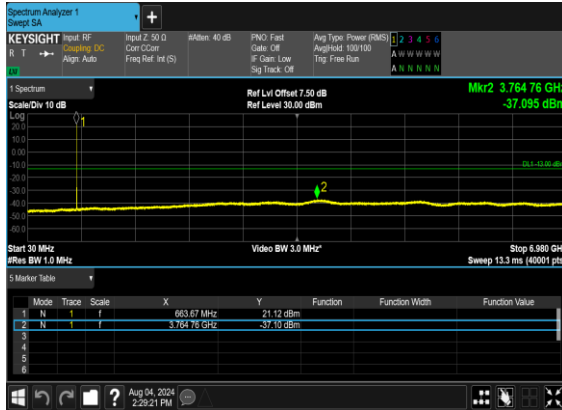 Spectrum Analyzer 1
Swept SA
KEYSIGHT Input: RF Input Z: 50 Ω #Atten: 40 dB PNO: Fast Avg Type: Power (RMS) 1 2 3 4 5 6
R T Coupling: DC Corr CCorr Gate: Off Avg|Hold: 100/100 A W W W W W
Align: Auto Freq Ref: Int (S) IF Gain: Low Trig: Free Run
Sig Track: Off A N N N N N
1 Spectrum Ref Lvl Offset 7.50 dB Mkr2 3.764 76 GHz
Scale/Div 10 dB Ref Level 30.00 dBm -37.095 dBm
Log
20.0
10.0
0.00
-10.0
DL1 -13.00 dBm
-20.0
-30.0
-40.0
-50.0
-60.0
1
2
Start 30 MHz Video BW 3.0 MHz* Stop 6.980 GH
#Res BW 1.0 MHz Sweep 13.3 ms (40001 pts
5 Marker Table
Mode Trace Scale X Y Function Function Width Function Value
1 N 1 f 663.67 MHz 21.12 dBm
2 N 1 f 3.764 76 GHz -37.10 dBm
3
4
5
6
? Aug 04, 2024
2:29:21 PM